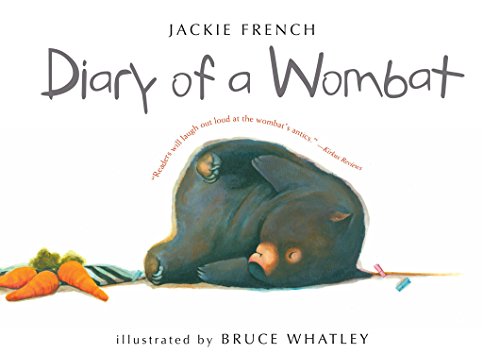 JACKIE FRENCH
Diary of a Wombat
"Readers will laugh out loud at the wombat's antics." —Kirkus Reviews
illustrated by BRUCE WHATLEY